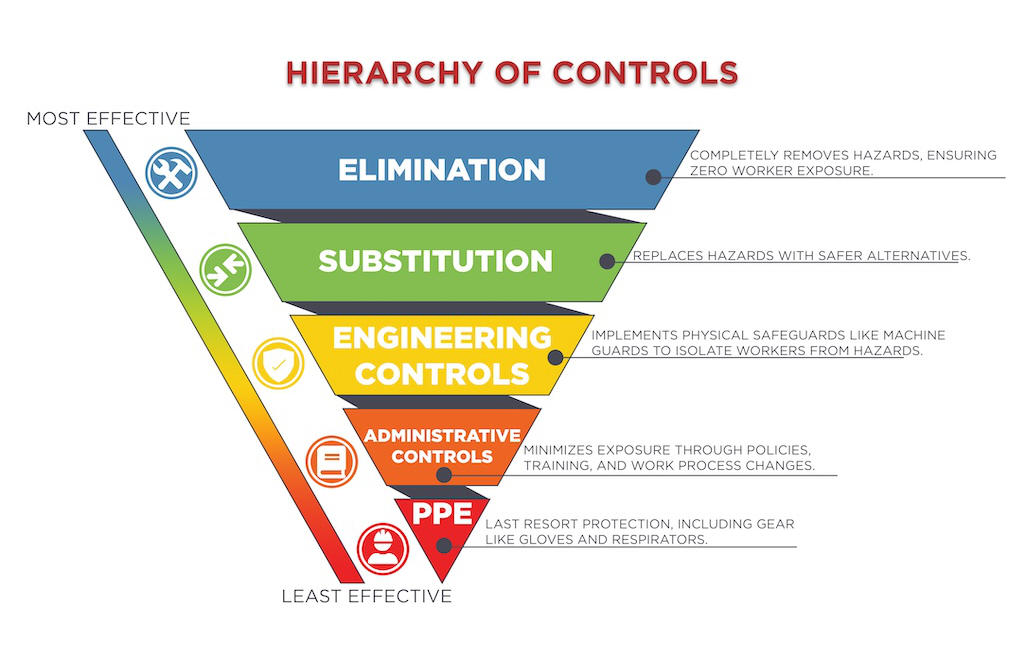 HIERARCHY OF CONTROLS
MOST EFFECTIVE
ELIMINATION
COMPLETELY REMOVES HAZARDS, ENSURING
ZERO WORKER EXPOSURE.
SUBSTITUTION
REPLACES HAZARDS WITH SAFER ALTERNATIVES.
ENGINEERING
CONTROLS
IMPLEMENTS PHYSICAL SAFEGUARDS LIKE MACHINE
GUARDS TO ISOLATE WORKERS FROM HAZARDS.
ADMINISTRATIVE
CONTROLS
MINIMIZES EXPOSURE THROUGH POLICIES,
TRAINING, AND WORK PROCESS CHANGES.
PPE
LAST RESORT PROTECTION, INCLUDING GEAR
LIKE GLOVES AND RESPIRATORS.
LEAST EFFECTIVE